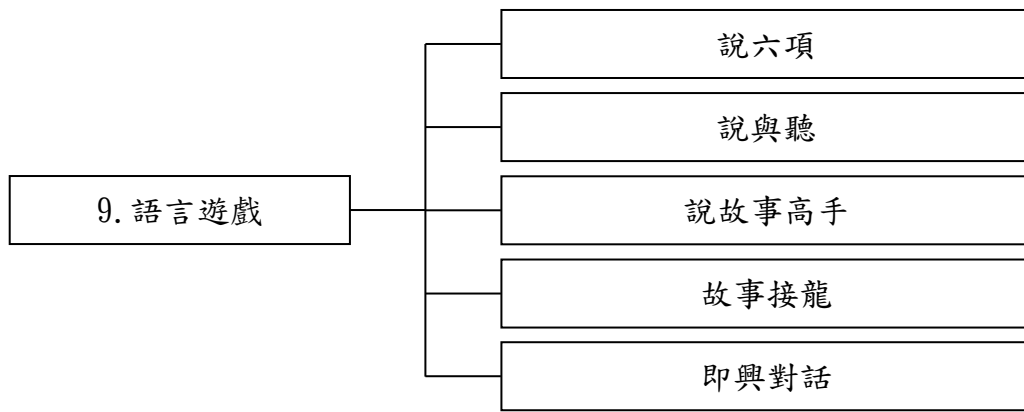 9.語言遊戲
說六項
說與聽
說故事高手
故事接龍
即興對話